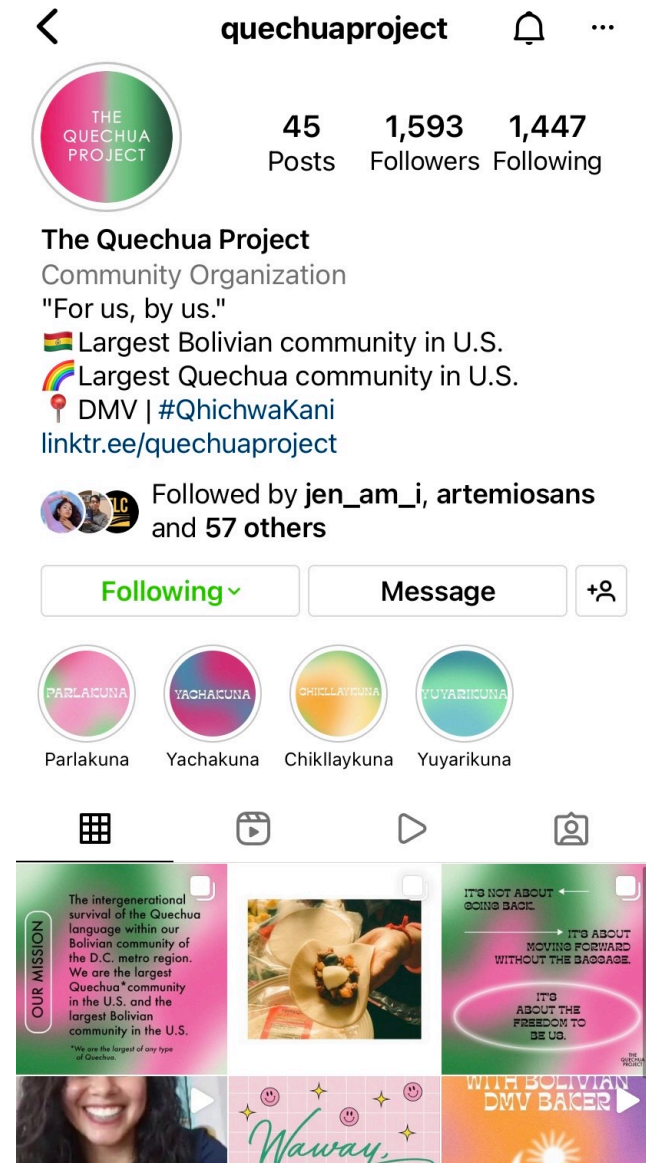 quechuaproject
THE
QUECHUA
PROJECT
45
Posts
1,593
Followers
1,447
Following
The Quechua Project
Community Organization
"For us, by us."
🇧🇴Largest Bolivian community in U.S.
🌈Largest Quechua community in U.S.
📍 DMV | #QhichwaKani
linktr.ee/quechuaproject
LC
Followed by jen_am_i, artemiosans
and 57 others
Following
Message
PARLAKUNA
YACHAKUNA
CHIKLLAYKUNA
YUYARIKUNA
Parlakuna
Yachakuna
Chikllaykuna
Yuyarikuna
OUR MISSION
The intergenerational
survival of the Quechua
language within our
Bolivian community of
the D.C. metro region.
We are the largest
Quechua*community
in the U.S. and the
largest Bolivian
community in the U.S.
*We are the largest of any type
of Quechua.
IT'S NOT ABOUT
GOING BACK.
IT'S ABOUT
MOVING FORWARD
WITHOUT THE BAGGAGE.
IT'S
ABOUT THE
FREEDOM TO
BE US.
THE
QUECHUA
PROJECT
Waway,
WITH BOLIVIAN
DMV BAKER